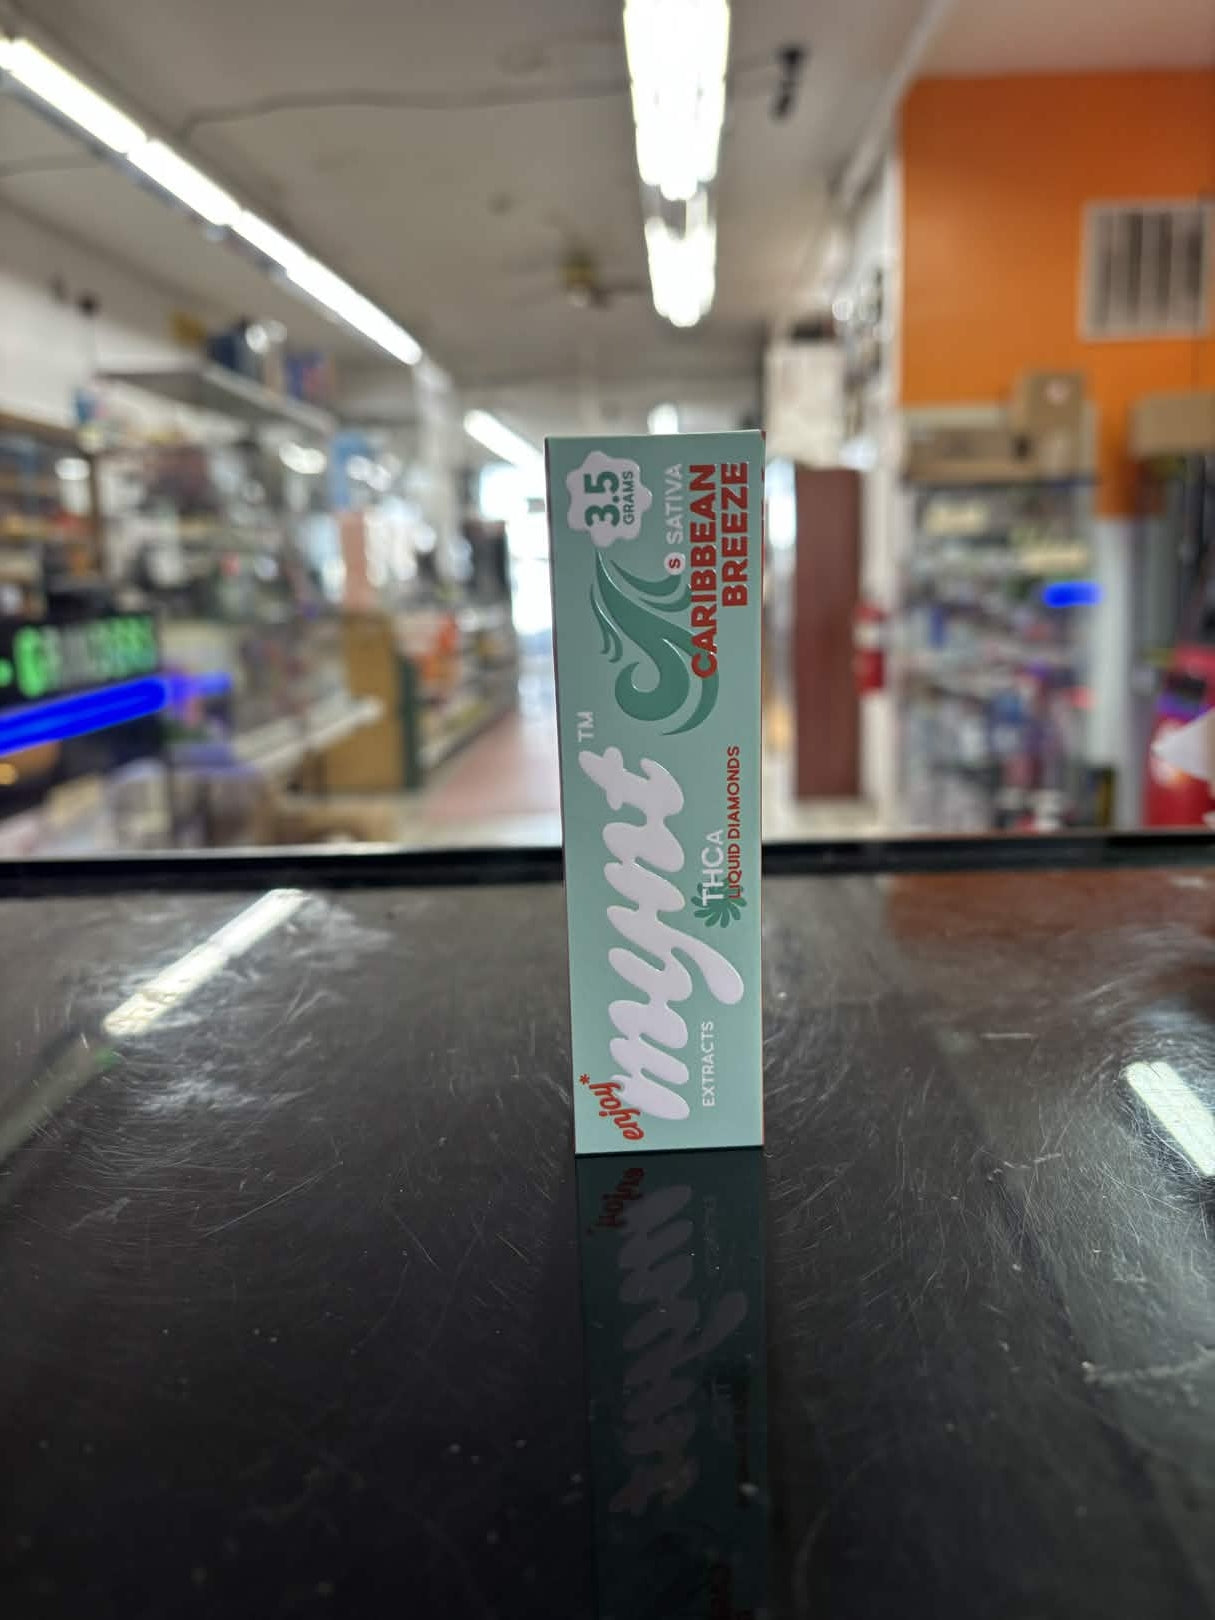 enjoy*
mynt™
EXTRACTS
THCA
LIQUID DIAMONDS
3.5
GRAMS
S SATIVA
CARIBBEAN
BREEZE